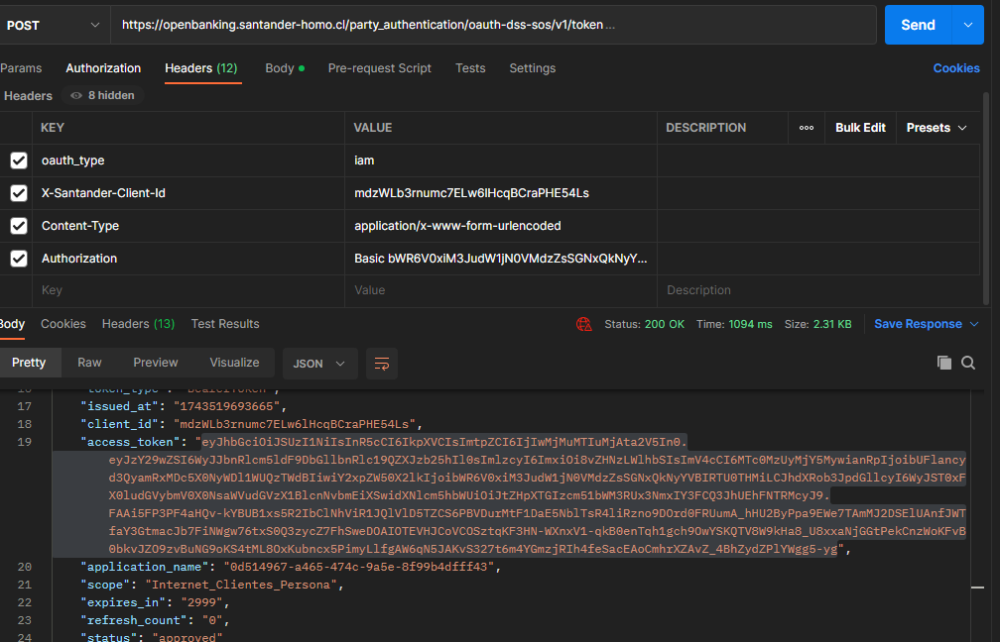 POST https://openbanking.santander-homo.cl/party_authentication/oauth-dss-sos/v1/token ... Send
Params Authorization Headers (12) Body Pre-request Script Tests Settings Cookies
Headers 8 hidden
KEY VALUE DESCRIPTION ooo Bulk Edit Presets
oauth_type iam
X-Santander-Client-Id mdzWLb3rnumc7ELw6lHcqBCraPHE54Ls
Content-Type application/x-www-form-urlencoded
Authorization Basic bWR6V0xiM3JudW1jN0VMdzZsSGNxQkNyY...
Key Value Description
Body Cookies Headers (13) Test Results Status: 200 OK Time: 1094 ms Size: 2.31 KB Save Response
Pretty Raw Preview Visualize JSON
16 "token_type": "BearerToken",
17 "issued_at": "1743519693665",
18 "client_id": "mdzWLb3rnumc7ELw6lHcqBCraPHE54Ls",
19 "access_token": "eyJhbGciOiJSUzI1NiIsInR5cCI6IkpXVCIsImtpZCI6IjIwMjMuMTIuMjAta2V5In0.
eyJzY29wZSI6WyJJbnRlcm5ldF9DbGllbnRlc19QZXJzb25hIl0sImlzcyI6ImxiOi8vZHNzLWlhbSIsImV4cCI6MTc0MzUyMjY5MywianRpIjoibUFlancy
d3QyamRxMDc5X0NyWDl1WUQzTWdBIiwiY2xpZW50X2lkIjoibWR6V0xiM3JudW1jN0VMdzZsSGNxQkNyYVBIRTU0THMiLCJhdXRob3JpdGllcyI6WyJST0xF
X0ludGVybmV0X0NsaWVudGVzX1BlcnNvbmEiXSwidXNlcm5hbWUiOiJtZHpXTGIzcm51bWM3RUx3NmxIY3FCQ3JhUEhFNTRMcyJ9.
FAAi5FP3PF4aHQv-kYBUB1xs5R2IbClNhViR1JQlVlD5TZCS6PBVDurMtF1DaE5NblTsR4liRzno9DOrd0FRUumA_hHU2ByPpa9EWe7TAmMJ2DSElUAnfJWT
faY3GtmacJb7FiNWgw76txS0Q3zycZ7FhSweDOAIOTEVHJCoVCOSztqKF3HN-WXnxV1-qkB0enTqh1gch9OwYSKQTV8W9kHa8_U8xxaNjGGtPekCnzWoKFvB
0bkvJZO9zvBuNG9oKS4tML8OxKubncx5PimyLlfgAW6qN5JAKvS327t6m4YGmzjRIh4feSacEAoCmhrXZAvZ_4BhZydZPlYWgg5-yg",
20 "application_name": "0d514967-a465-474c-9a5e-8f99b4dfff43",
21 "scope": "Internet_Clientes_Persona",
22 "expires_in": "2999",
23 "refresh_count": "0",
24 "status": "approved"